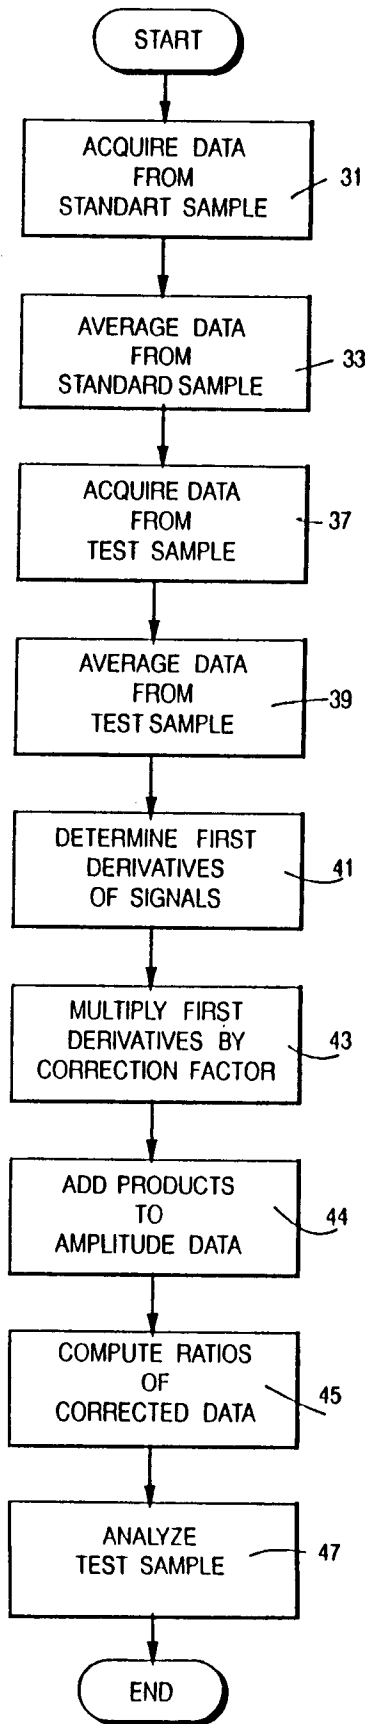 START
ACQUIRE DATA
FROM
STANDART SAMPLE
31
AVERAGE DATA
FROM
STANDARD SAMPLE
33
ACQUIRE DATA
FROM
TEST SAMPLE
37
AVERAGE DATA
FROM
TEST SAMPLE
39
DETERMINE FIRST
DERIVATIVES
OF SIGNALS
41
MULTIPLY FIRST
DERIVATIVES BY
CORRECTION FACTOR
43
ADD PRODUCTS
TO
AMPLITUDE DATA
44
COMPUTE RATIOS
OF
CORRECTED DATA
45
ANALYZE
TEST SAMPLE
47
END